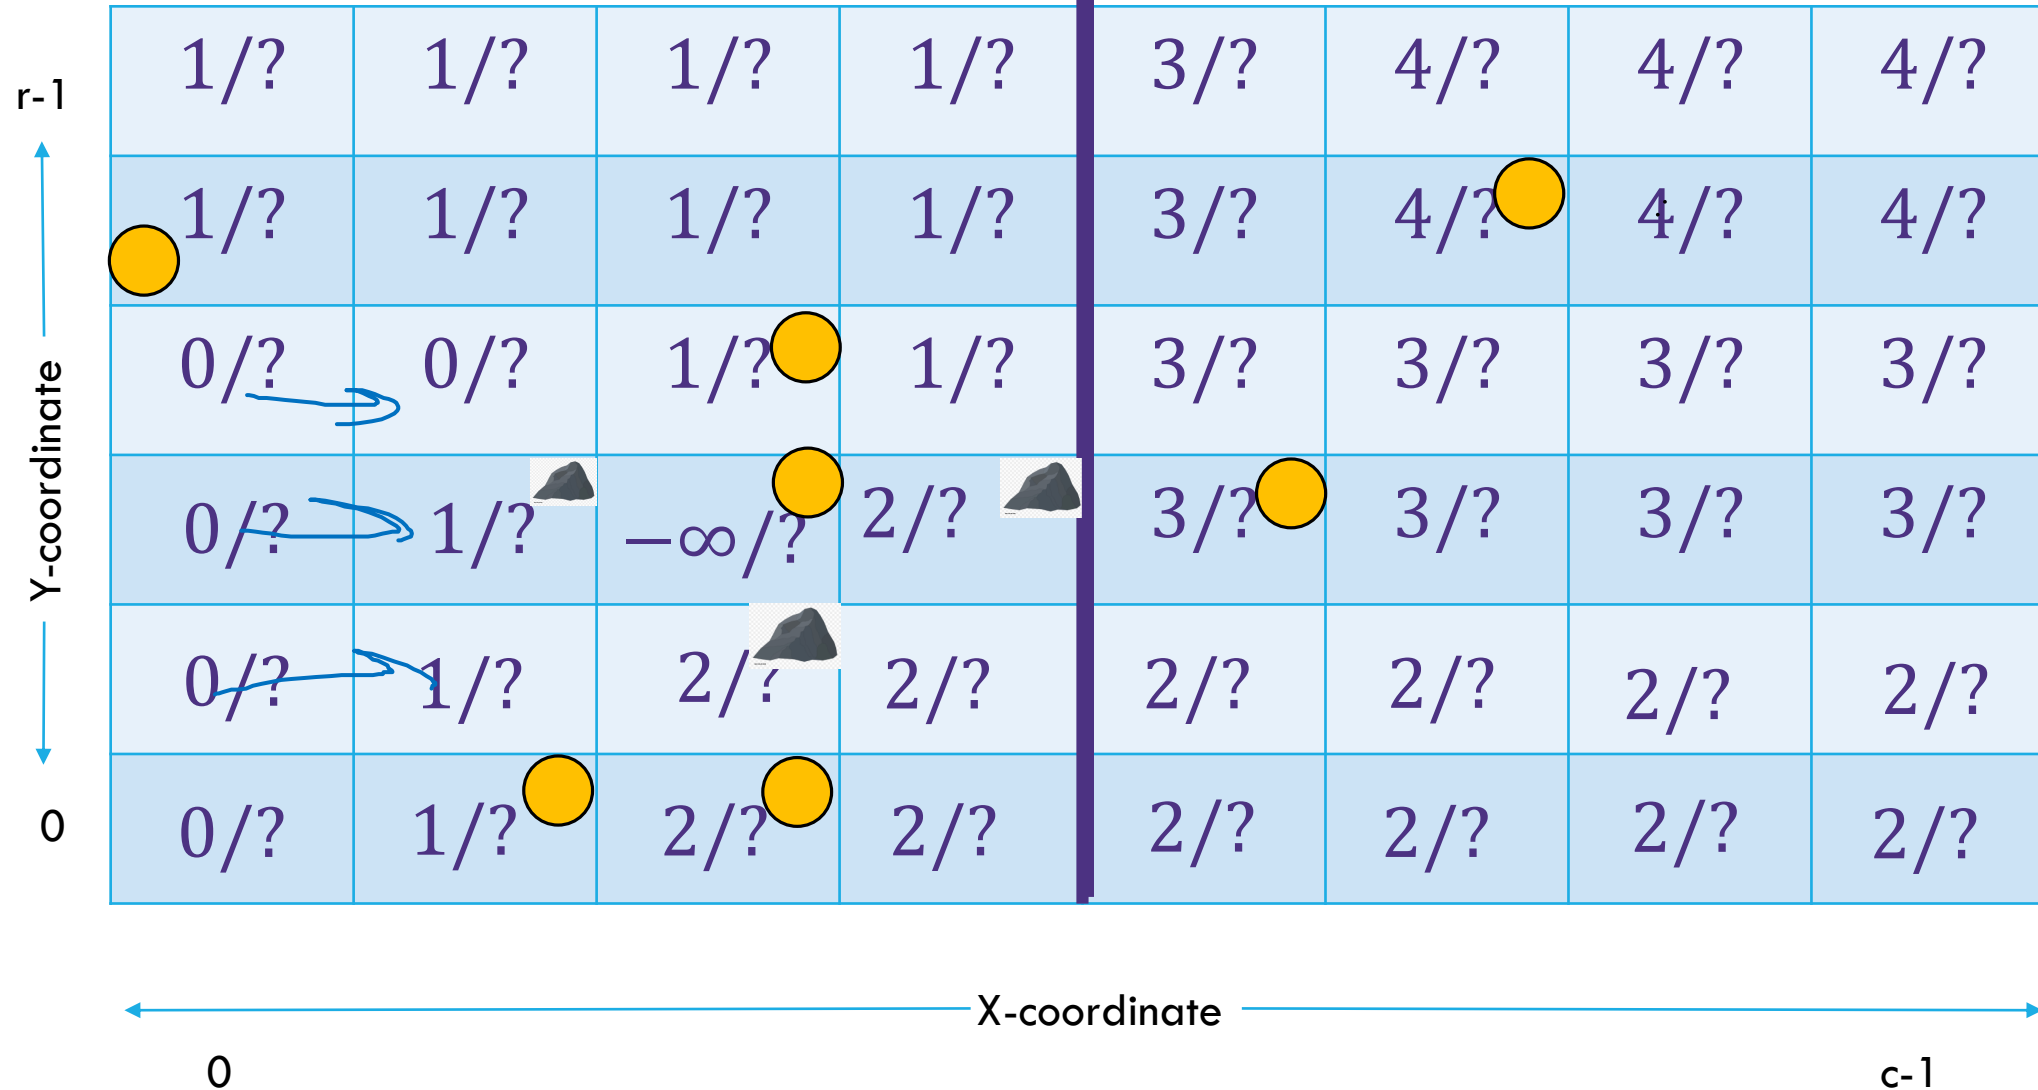 1/? 1/? 1/? 1/? 3/? 4/? 4/? 4/?
r-1
1/? 1/? 1/? 1/? 3/? 4/? 4/? 4/?
0/? 0/? 1/? 1/? 3/? 3/? 3/? 3/?
Y-coordinate
0/? 1/? −∞/? 2/? 3/? 3/? 3/? 3/?
0/? 1/? 2/? 2/? 2/? 2/? 2/? 2/?
0
0/? 1/? 2/? 2/? 2/? 2/? 2/? 2/?
X-coordinate
0 c-1